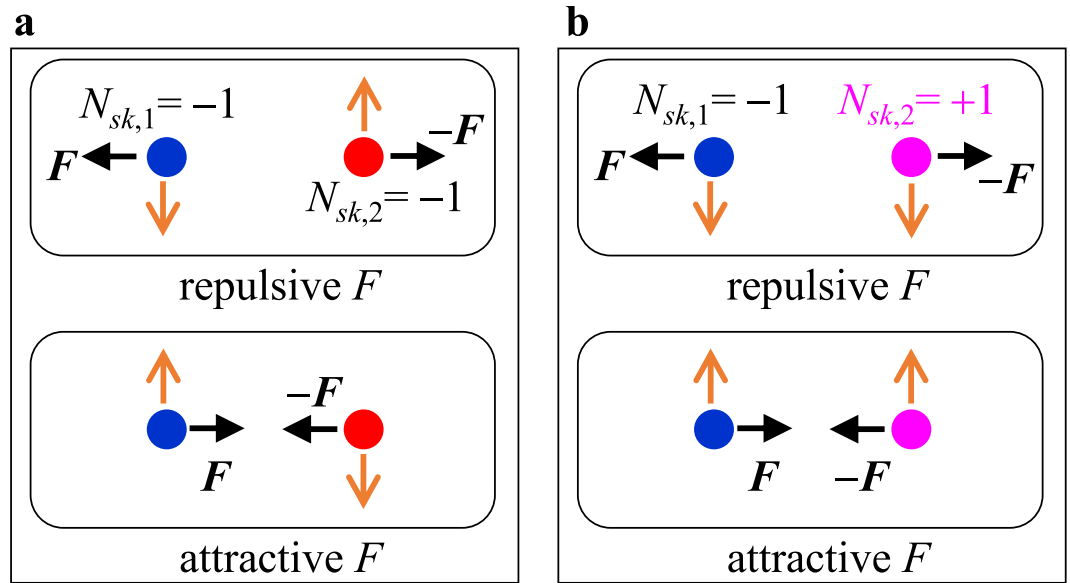 a
N_{sk,1}= −1
F
−F
N_{sk,2}= −1
repulsive F
−F
F
attractive F
b
N_{sk,1}= −1
N_{sk,2}= +1
F
−F
repulsive F
F
−F
attractive F